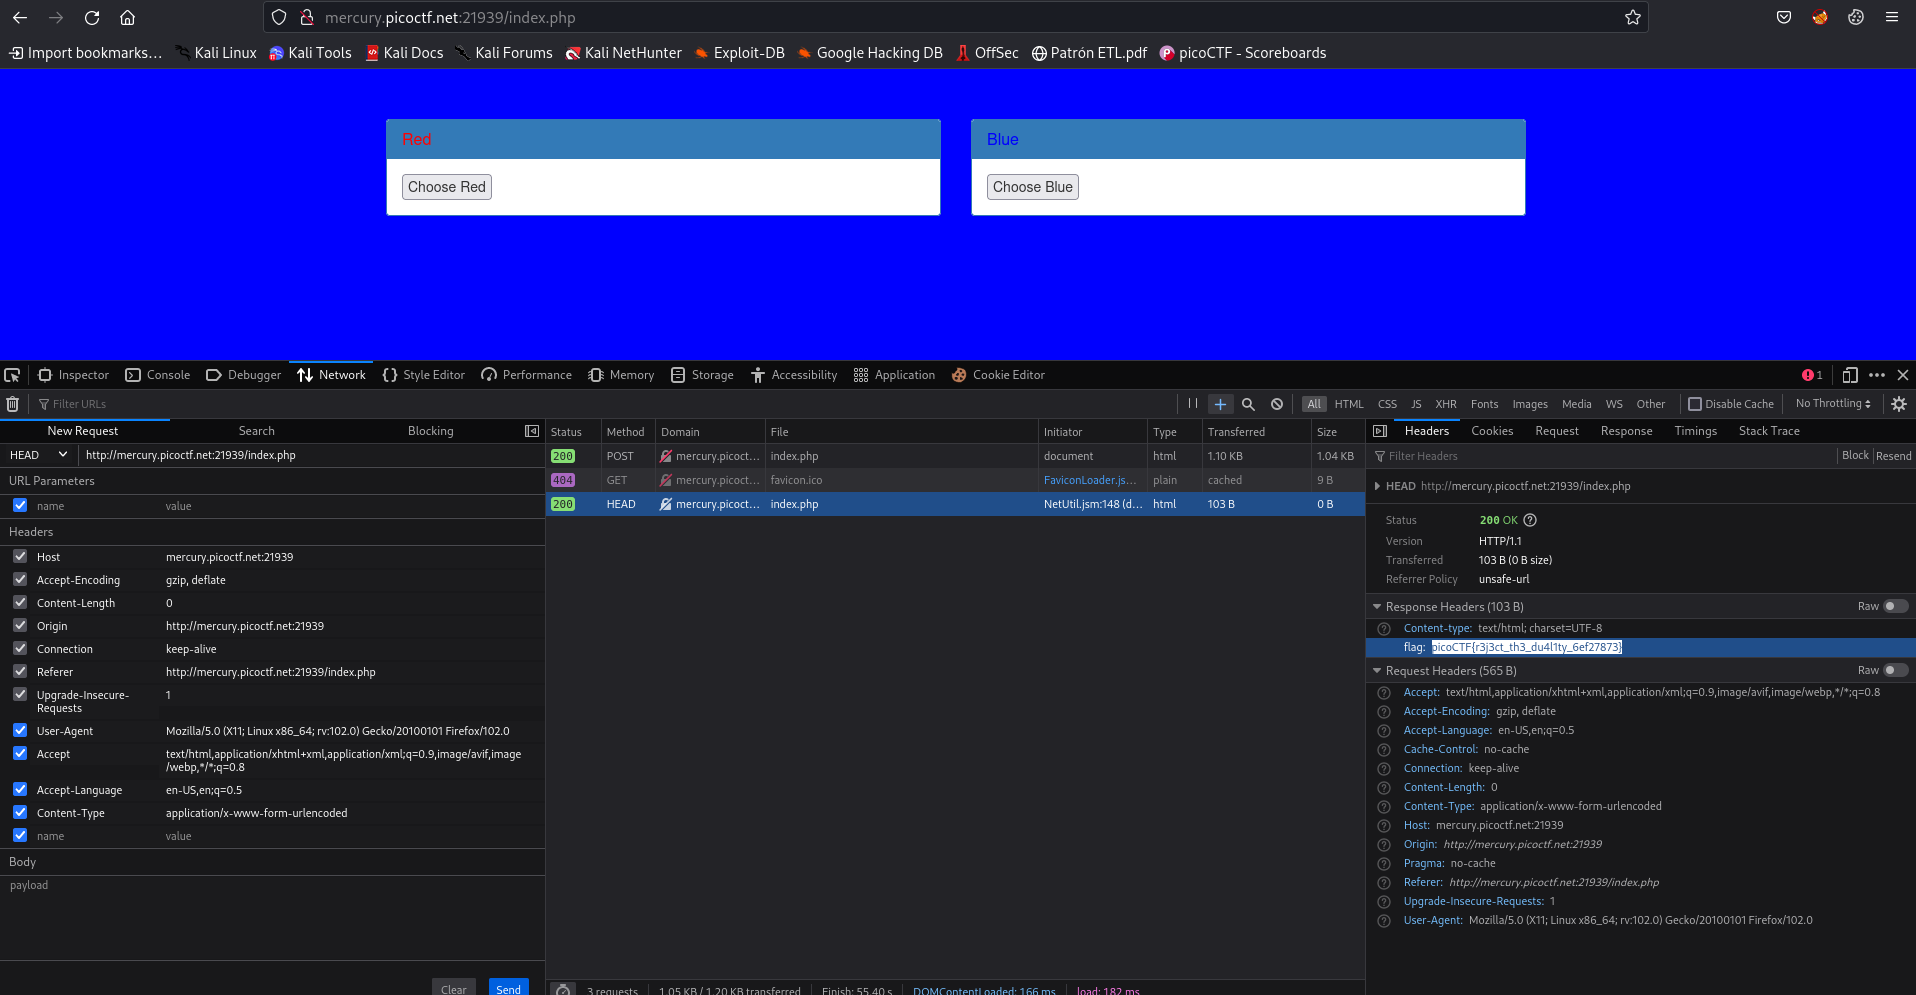 mercury.picoctf.net:21939/index.php
Import bookmarks… Kali Linux Kali Tools Kali Docs Kali Forums Kali NetHunter Exploit-DB Google Hacking DB OffSec Patrón ETL.pdf picoCTF - Scoreboards
Red
Choose Red
Blue
Choose Blue
Inspector Console Debugger Network Style Editor Performance Memory Storage Accessibility Application Cookie Editor 1
Filter URLs All HTML CSS JS XHR Fonts Images Media WS Other Disable Cache No Throttling
New Request Search Blocking
HEAD http://mercury.picoctf.net:21939/index.php
URL Parameters
name value
Headers
Host mercury.picoctf.net:21939
Accept-Encoding gzip, deflate
Content-Length 0
Origin http://mercury.picoctf.net:21939
Connection keep-alive
Referer http://mercury.picoctf.net:21939/index.php
Upgrade-Insecure-
Requests 1
User-Agent Mozilla/5.0 (X11; Linux x86_64; rv:102.0) Gecko/20100101 Firefox/102.0
Accept text/html,application/xhtml+xml,application/xml;q=0.9,image/avif,image
/webp,*/*;q=0.8
Accept-Language en-US,en;q=0.5
Content-Type application/x-www-form-urlencoded
name value
Body
payload
Clear Send
Status Method Domain File Initiator Type Transferred Size
200 POST mercury.picoct… index.php document html 1.10 KB 1.04 KB
404 GET mercury.picoct… favicon.ico FaviconLoader.js… plain cached 9 B
200 HEAD mercury.picoct… index.php NetUtil.jsm:148 (d… html 103 B 0 B
3 requests 1.05 KB / 1.20 KB transferred Finish: 55.40 s DOMContentLoaded: 166 ms load: 182 ms
Headers Cookies Request Response Timings Stack Trace
Filter Headers Block Resend
HEAD http://mercury.picoctf.net:21939/index.php
Status 200 OK
Version HTTP/1.1
Transferred 103 B (0 B size)
Referrer Policy unsafe-url
Response Headers (103 B) Raw
Content-type: text/html; charset=UTF-8
flag: picoCTF{r3j3ct_th3_du4l1ty_6ef27873}
Request Headers (565 B) Raw
Accept: text/html,application/xhtml+xml,application/xml;q=0.9,image/avif,image/webp,*/*;q=0.8
Accept-Encoding: gzip, deflate
Accept-Language: en-US,en;q=0.5
Cache-Control: no-cache
Connection: keep-alive
Content-Length: 0
Content-Type: application/x-www-form-urlencoded
Host: mercury.picoctf.net:21939
Origin: http://mercury.picoctf.net:21939
Pragma: no-cache
Referer: http://mercury.picoctf.net:21939/index.php
Upgrade-Insecure-Requests: 1
User-Agent: Mozilla/5.0 (X11; Linux x86_64; rv:102.0) Gecko/20100101 Firefox/102.0